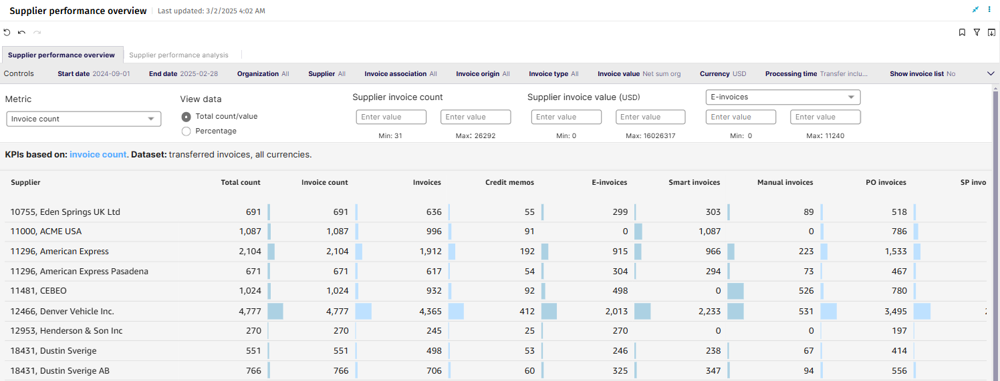 Supplier performance overview Last updated: 3/2/2025 4:02 AM
Supplier performance overview Supplier performance analysis
Controls Start date 2024-09-01 End date 2025-02-28 Organization All Supplier All Invoice association All Invoice origin All Invoice type All Invoice value Net sum org Currency USD Processing time Transfer inclu... Show invoice list No
Metric View data Supplier invoice count Supplier invoice value (USD) E-invoices
Invoice count Total count/value Enter value Enter value Enter value Enter value Enter value Enter value
Percentage Min: 31 Max: 26292 Min: 0 Max: 16026317 Min: 0 Max: 11240
KPIs based on: invoice count. Dataset: transferred invoices, all currencies.
Supplier Total count Invoice count Invoices Credit memos E-invoices Smart invoices Manual invoices PO invoices SP invo
10755, Eden Springs UK Ltd 691 691 636 55 299 303 89 518
11000, ACME USA 1,087 1,087 996 91 0 1,087 0 786
11296, American Express 2,104 2,104 1,912 192 915 966 223 1,533
11296, American Express Pasadena 671 671 617 54 304 294 73 467
11481, CEBEO 1,024 1,024 932 92 498 0 526 780
12466, Denver Vehicle Inc. 4,777 4,777 4,365 412 2,013 2,233 531 3,495
12953, Henderson & Son Inc 270 270 245 25 270 0 0 197
18431, Dustin Sverige 551 551 498 53 246 238 67 414
18431, Dustin Sverige AB 766 766 706 60 325 347 94 556